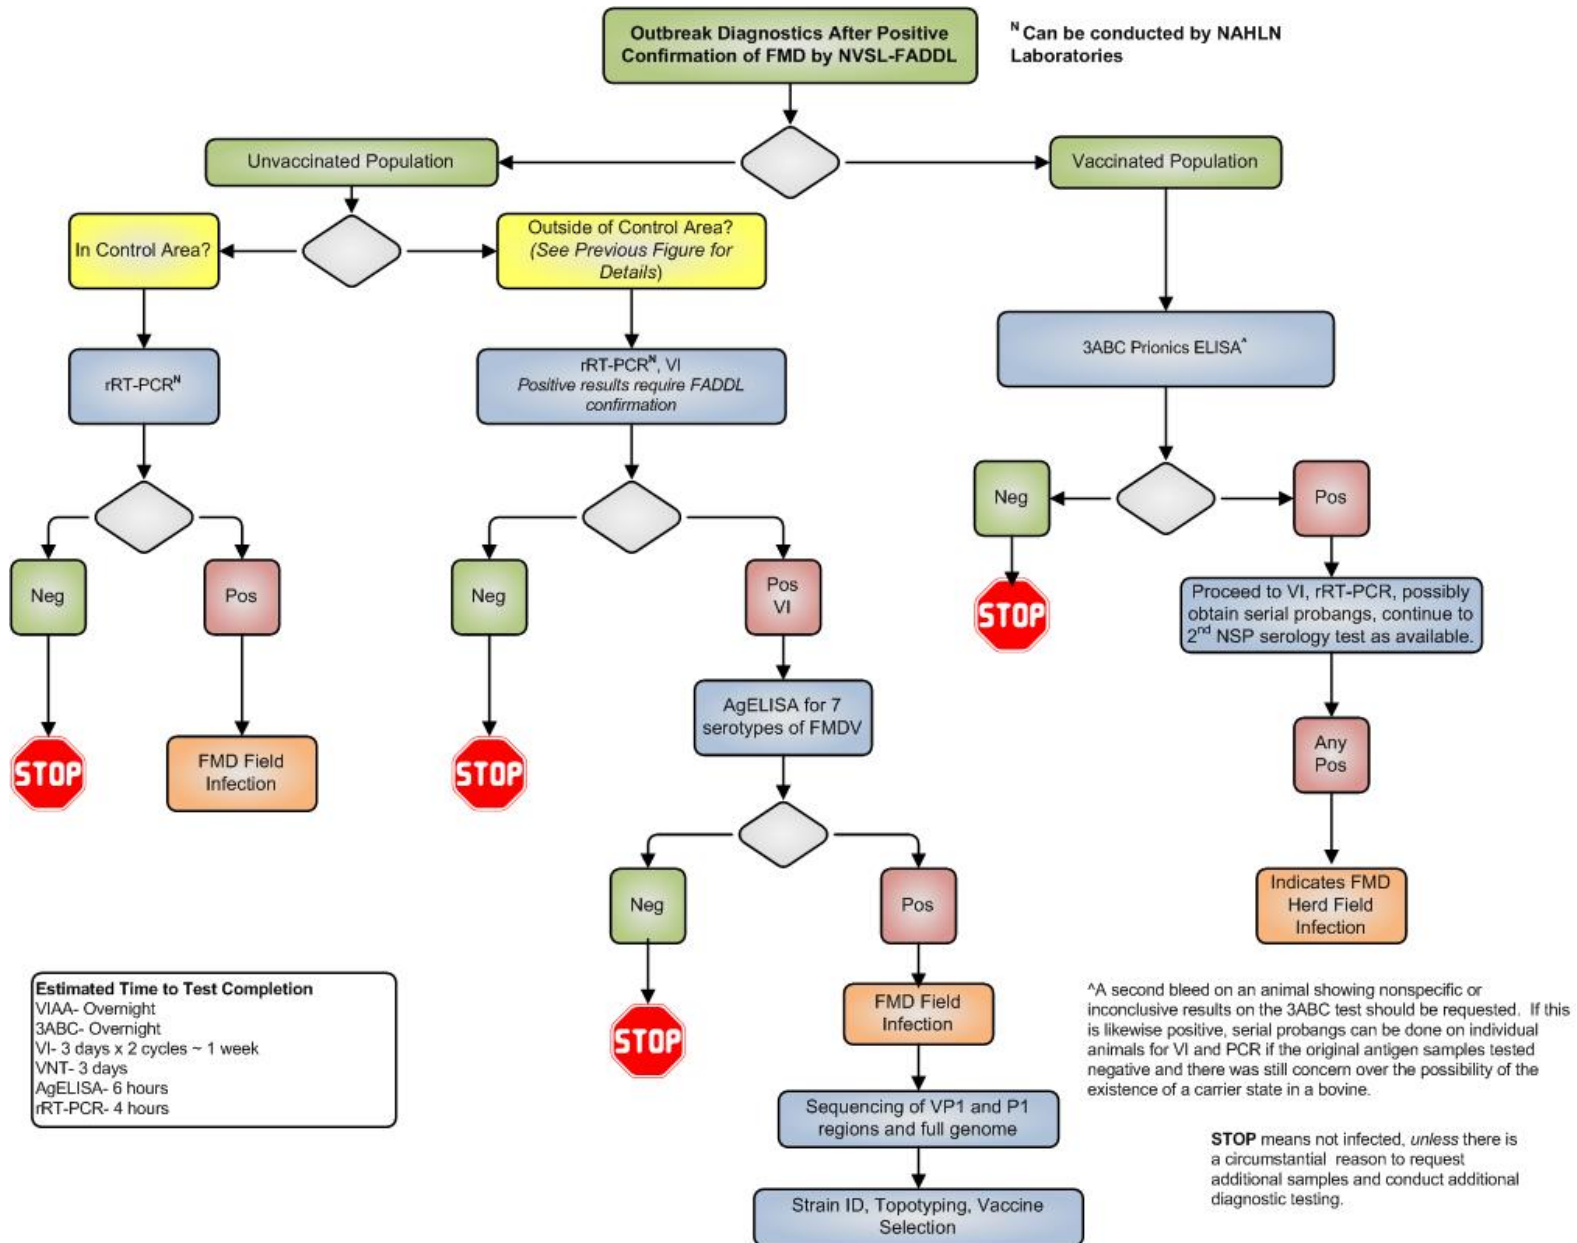 Outbreak Diagnostics After Positive
Confirmation of FMD by NVSL-FADDL
N Can be conducted by NAHLN
Laboratories
Unvaccinated Population
Vaccinated Population
In Control Area?
Outside of Control Area?
(See Previous Figure for
Details)
rRT-PCRN
rRT-PCRN, VI
Positive results require FADDL
confirmation
3ABC Prionics ELISA^
Neg
Pos
Neg
Pos
VI
Neg
Pos
STOP
Proceed to VI, rRT-PCR, possibly
obtain serial probangs, continue to
2nd NSP serology test as available.
AgELISA for 7
serotypes of FMDV
STOP
FMD Field
Infection
STOP
Any
Pos
Neg
Pos
Indicates FMD
Herd Field
Infection
STOP
FMD Field
Infection
Sequencing of VP1 and P1
regions and full genome
Strain ID, Topotyping, Vaccine
Selection
Estimated Time to Test Completion
VIAA- Overnight
3ABC- Overnight
VI- 3 days x 2 cycles ~ 1 week
VNT- 3 days
AgELISA- 6 hours
rRT-PCR- 4 hours
^A second bleed on an animal showing nonspecific or
inconclusive results on the 3ABC test should be requested. If this
is likewise positive, serial probangs can be done on individual
animals for VI and PCR if the original antigen samples tested
negative and there was still concern over the possibility of the
existence of a carrier state in a bovine.
STOP means not infected, unless there is
a circumstantial reason to request
additional samples and conduct additional
diagnostic testing.